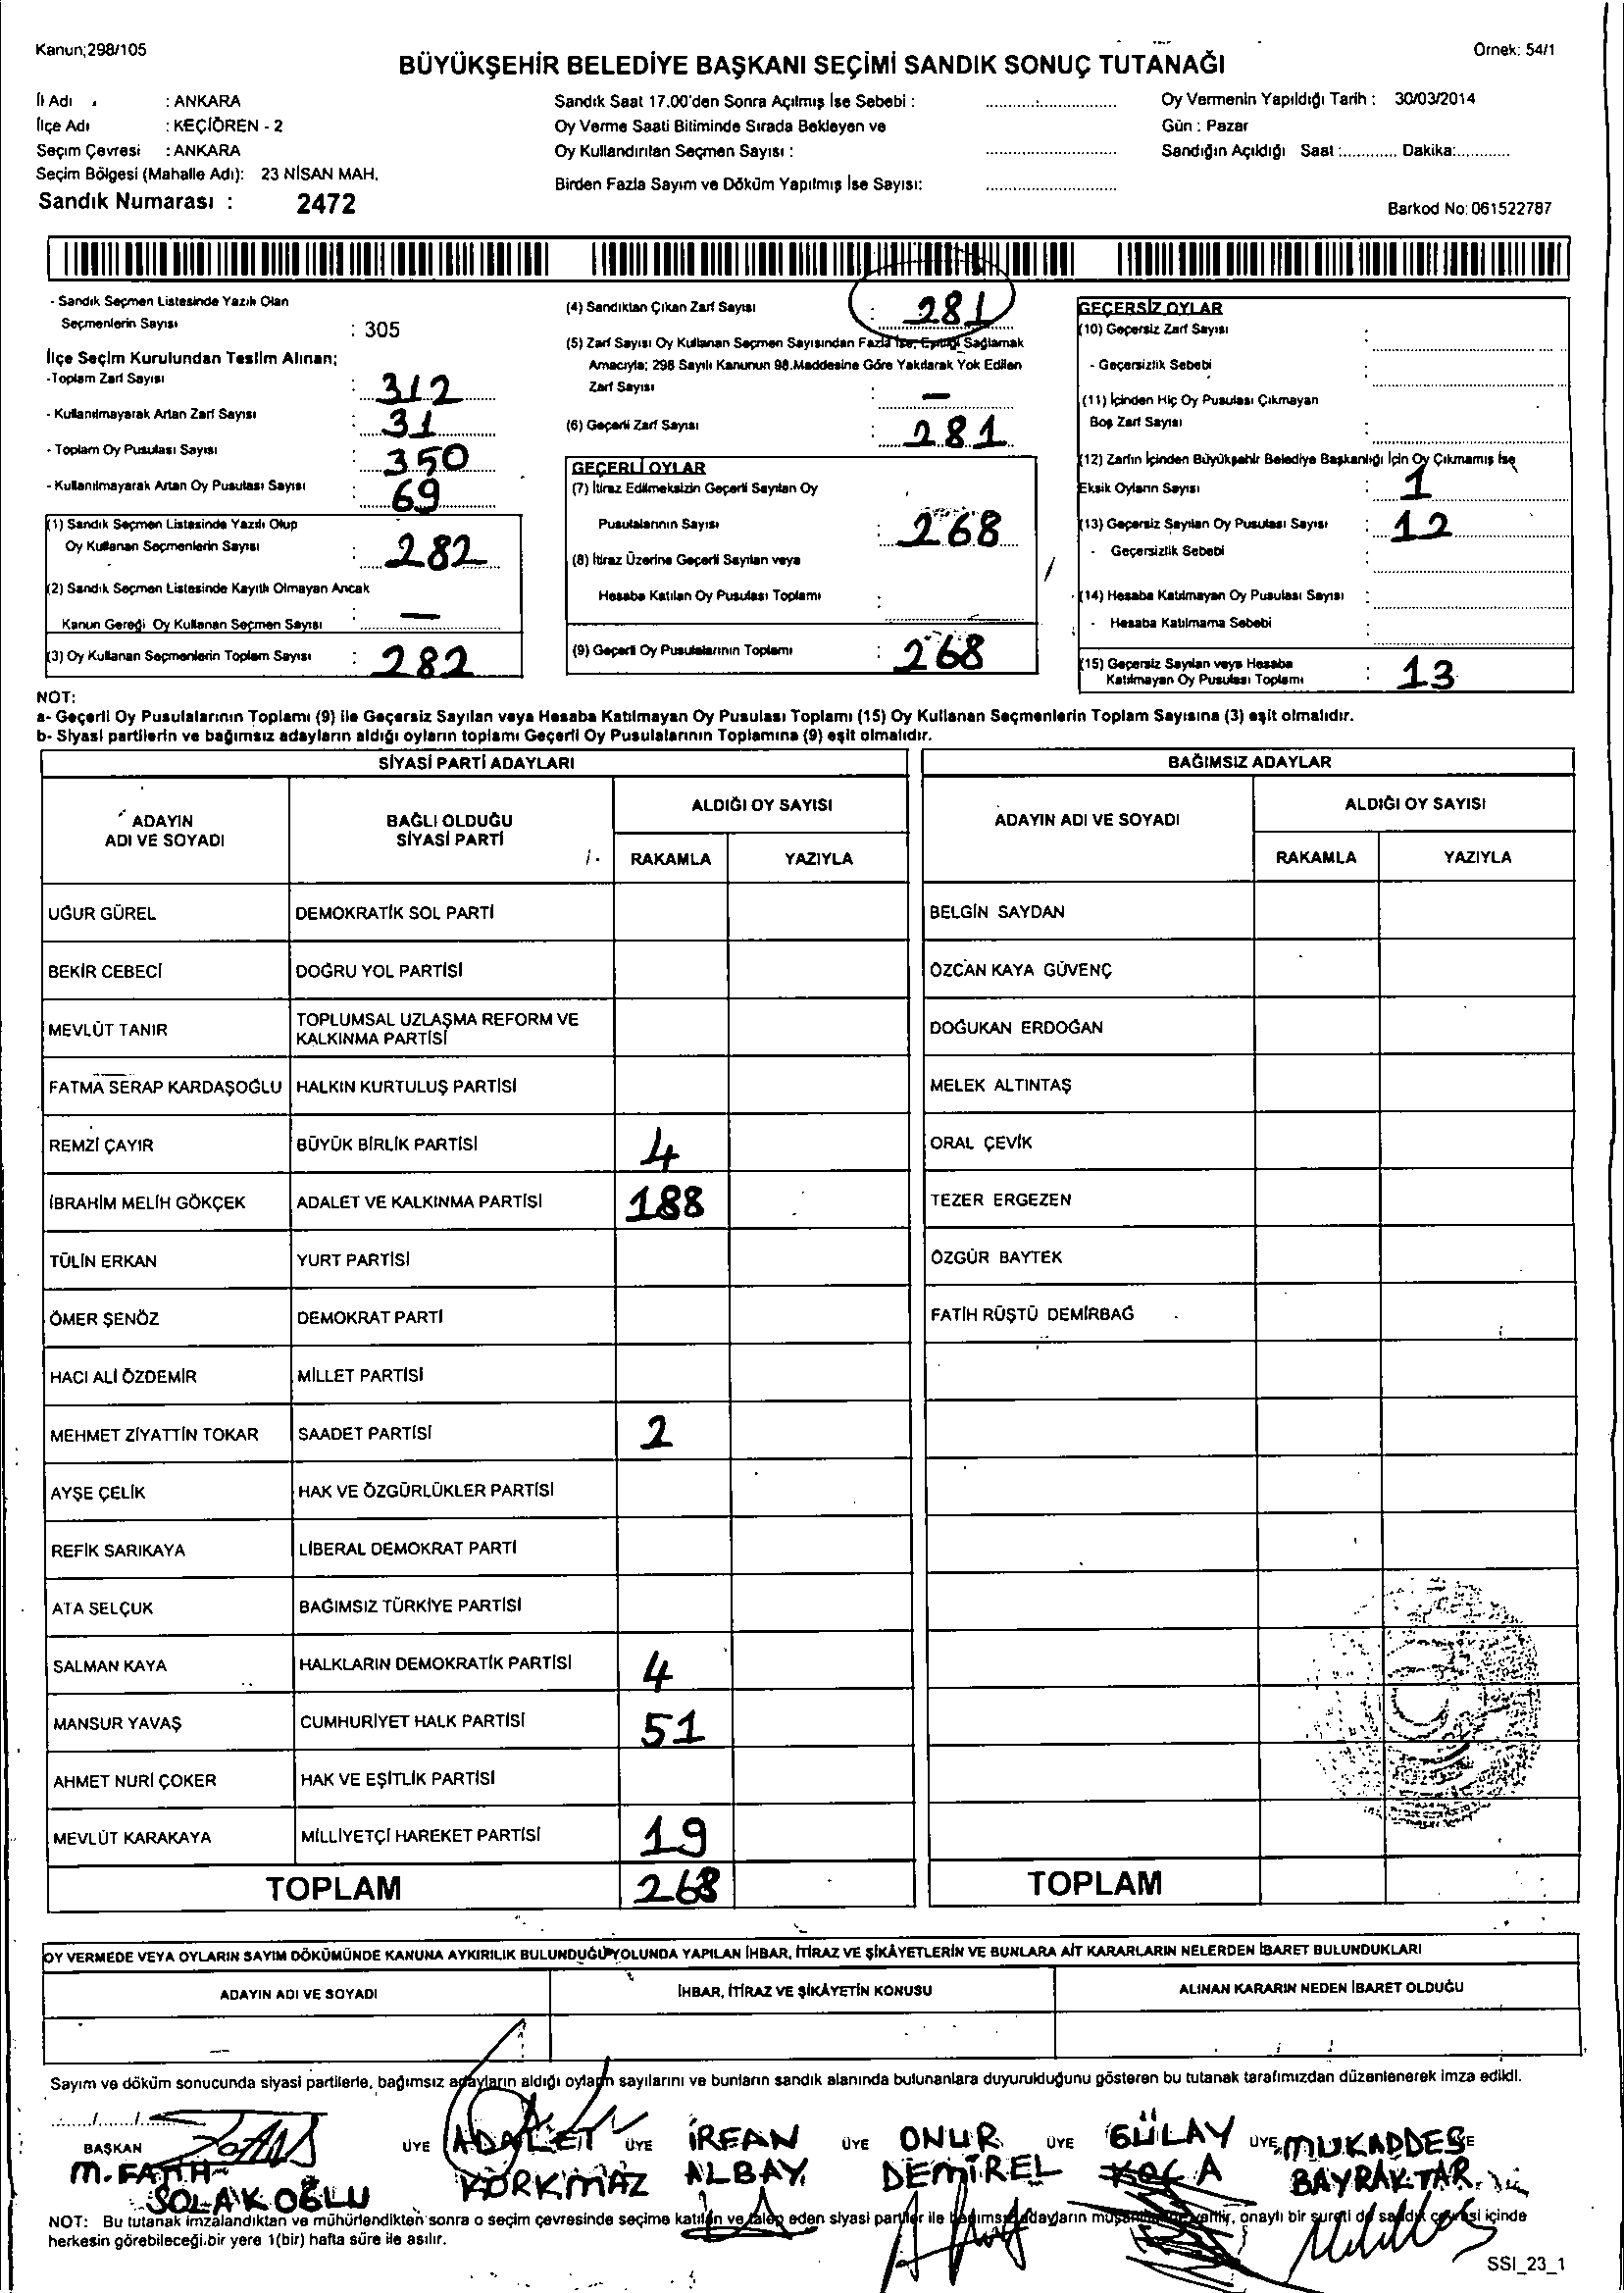 Kanun;298/105
Örnek: 54/1
BÜYÜKŞEHİR BELEDİYE BAŞKANI SEÇİMİ SANDIK SONUÇ TUTANAĞI
İl Adı : ANKARA
İlçe Adı : KEÇİÖREN - 2
Seçim Çevresi : ANKARA
Seçim Bölgesi (Mahalle Adı): 23 NİSAN MAH.
Sandık Numarası : 2472
Sandık Saat 17.00'den Sonra Açılmış İse Sebebi :
Oy Verme Saati Bitiminde Sırada Bekleyen ve
Oy Kullandırılan Seçmen Sayısı :
Birden Fazla Sayım ve Döküm Yapılmış İse Sayısı:
Oy Vermenin Yapıldığı Tarih : 30/03/2014
Gün : Pazar
Sandığın Açıldığı Saat :............ Dakika:...........
Barkod No: 061522787
- Sandık Seçmen Listesinde Yazılı Olan
Seçmenlerin Sayısı : 305
İlçe Seçim Kurulundan Teslim Alınan;
-Toplam Zarf Sayısı : 312
- Kullanılmayarak Artan Zarf Sayısı : 31
- Toplam Oy Pusulası Sayısı : 350
- Kullanılmayarak Artan Oy Pusulası Sayısı : 69
(1) Sandık Seçmen Listesinde Yazılı Olup
Oy Kullanan Seçmenlerin Sayısı : 282
(2) Sandık Seçmen Listesinde Kayıtlı Olmayan Ancak
Kanun Gereği Oy Kullanan Seçmen Sayısı : —
(3) Oy Kullanan Seçmenlerin Toplam Sayısı : 282
(4) Sandıktan Çıkan Zarf Sayısı : 281
(5) Zarf Sayısı Oy Kullanan Seçmen Sayısından Fazla İse; Eşitliği Sağlamak
Amacıyla; 298 Sayılı Kanunun 98.Maddesine Göre Yakılarak Yok Edilen
Zarf Sayısı : —
(6) Geçerli Zarf Sayısı : 281
GEÇERLİ OYLAR
(7) İtiraz Edilmeksizin Geçerli Sayılan Oy
Pusulalarının Sayısı : 268
(8) İtiraz Üzerine Geçerli Sayılan veya
Hesaba Katılan Oy Pusulası Toplamı :
(9) Geçerli Oy Pusulalarının Toplamı : 268
GEÇERSİZ OYLAR
(10) Geçersiz Zarf Sayısı :
- Geçersizlik Sebebi :
(11) İçinden Hiç Oy Pusulası Çıkmayan
Boş Zarf Sayısı :
(12) Zarfın İçinden Büyükşehir Belediye Başkanlığı İçin Oy Çıkmamış İse
Eksik Oyların Sayısı : 1
(13) Geçersiz Sayılan Oy Pusulası Sayısı : 12
- Geçersizlik Sebebi :
(14) Hesaba Katılmayan Oy Pusulası Sayısı :
- Hesaba Katılmama Sebebi :
(15) Geçersiz Sayılan veya Hesaba
Katılmayan Oy Pusulası Toplamı : 13
NOT:
a- Geçerli Oy Pusulalarının Toplamı (9) ile Geçersiz Sayılan veya Hesaba Katılmayan Oy Pusulası Toplamı (15) Oy Kullanan Seçmenlerin Toplam Sayısına (3) eşit olmalıdır.
b- Siyasi partilerin ve bağımsız adayların aldığı oyların toplamı Geçerli Oy Pusulalarının Toplamına (9) eşit olmalıdır.
SİYASİ PARTİ ADAYLARI
ADAYIN
ADI VE SOYADI
BAĞLI OLDUĞU
SİYASİ PARTİ
ALDIĞI OY SAYISI
RAKAMLA YAZIYLA
UĞUR GÜREL DEMOKRATİK SOL PARTİ
BEKİR CEBECİ DOĞRU YOL PARTİSİ
MEVLÜT TANIR TOPLUMSAL UZLAŞMA REFORM VE
KALKINMA PARTİSİ
FATMA SERAP KARDAŞOĞLU HALKIN KURTULUŞ PARTİSİ
REMZİ ÇAYIR BÜYÜK BİRLİK PARTİSİ 4
İBRAHİM MELİH GÖKÇEK ADALET VE KALKINMA PARTİSİ 188
TÜLİN ERKAN YURT PARTİSİ
ÖMER ŞENÖZ DEMOKRAT PARTİ
HACI ALİ ÖZDEMİR MİLLET PARTİSİ
MEHMET ZİYATTİN TOKAR SAADET PARTİSİ 2
AYŞE ÇELİK HAK VE ÖZGÜRLÜKLER PARTİSİ
REFİK SARIKAYA LİBERAL DEMOKRAT PARTİ
ATA SELÇUK BAĞIMSIZ TÜRKİYE PARTİSİ
SALMAN KAYA HALKLARIN DEMOKRATİK PARTİSİ 4
MANSUR YAVAŞ CUMHURİYET HALK PARTİSİ 51
AHMET NURİ ÇOKER HAK VE EŞİTLİK PARTİSİ
MEVLÜT KARAKAYA MİLLİYETÇİ HAREKET PARTİSİ 19
TOPLAM 268
BAĞIMSIZ ADAYLAR
ADAYIN ADI VE SOYADI
ALDIĞI OY SAYISI
RAKAMLA YAZIYLA
BELGİN SAYDAN
ÖZCAN KAYA GÜVENÇ
DOĞUKAN ERDOĞAN
MELEK ALTINTAŞ
ORAL ÇEVİK
TEZER ERGEZEN
ÖZGÜR BAYTEK
FATİH RÜŞTÜ DEMİRBAĞ
TOPLAM
OY VERMEDE VEYA OYLARIN SAYIM DÖKÜMÜNDE KANUNA AYKIRILIK BULUNDUĞU YOLUNDA YAPILAN İHBAR, İTİRAZ VE ŞİKÂYETLERİN VE BUNLARA AİT KARARLARIN NELERDEN İBARET BULUNDUKLARI
ADAYIN ADI VE SOYADI İHBAR, İTİRAZ VE ŞİKÂYETİN KONUSU ALINAN KARARIN NEDEN İBARET OLDUĞU
—
Sayım ve döküm sonucunda siyasi partilerle, bağımsız adayların aldığı oyların sayılarını ve bunların sandık alanında bulunanlara duyurulduğunu gösteren bu tutanak tarafımızdan düzenlenerek imza edildi.
....../....../......
BAŞKAN ÜYE ADALET ÜYE İREAN ÜYE ONUR ÜYE GÜLAY ÜYE MUKADDES
M. FATİH KORKMAZ ALBAY DEMİREL KOCA BAYRAKTAR
SOLAKOĞLU
NOT: Bu tutanak imzalandıktan ve mühürlendikten sonra o seçim çevresinde seçime katılan ve talep eden siyasi partiler ile bağımsız adayların onaylı bir sureti de sandık çevresi içinde
herkesin görebileceği bir yere 1(bir) hafta süre ile asılır.
SSI_23_1